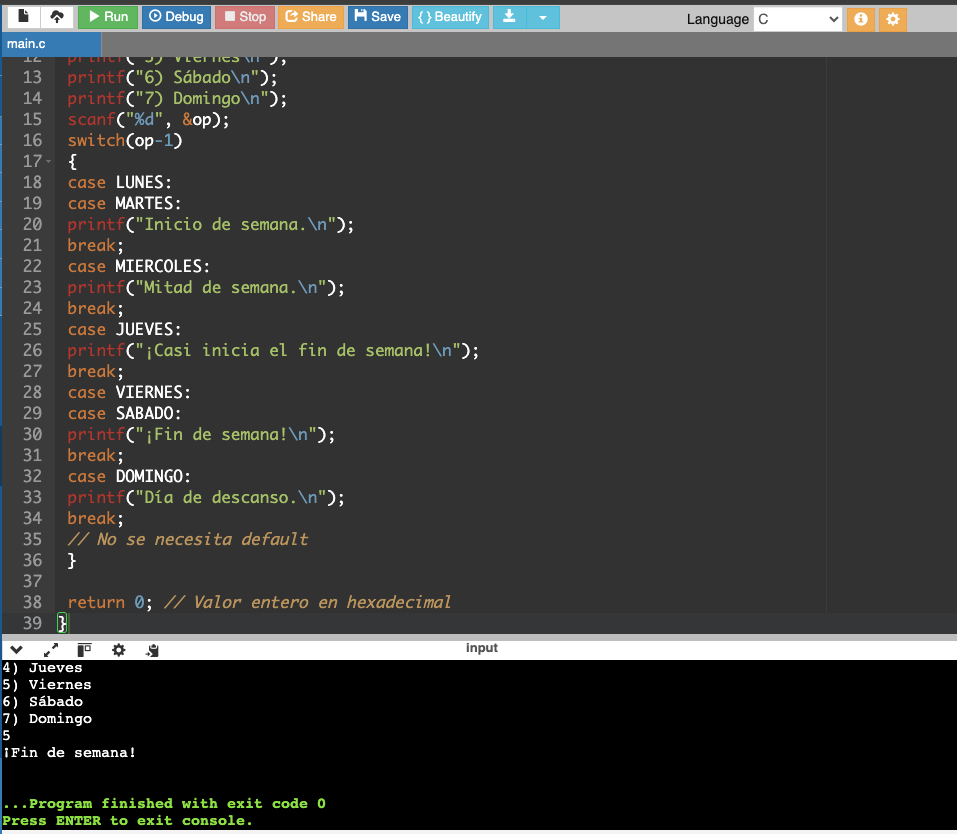 Run Debug Stop Share Save { } Beautify Language C
main.c
12 printf("5) Viernes\n");
13 printf("6) Sábado\n");
14 printf("7) Domingo\n");
15 scanf("%d", &op);
16 switch(op-1)
17 {
18 case LUNES:
19 case MARTES:
20 printf("Inicio de semana.\n");
21 break;
22 case MIERCOLES:
23 printf("Mitad de semana.\n");
24 break;
25 case JUEVES:
26 printf("¡Casi inicia el fin de semana!\n");
27 break;
28 case VIERNES:
29 case SABADO:
30 printf("¡Fin de semana!\n");
31 break;
32 case DOMINGO:
33 printf("Día de descanso.\n");
34 break;
35 // No se necesita default
36 }
37
38 return 0; // Valor entero en hexadecimal
39 }
input
4) Jueves
5) Viernes
6) Sábado
7) Domingo
5
¡Fin de semana!
...Program finished with exit code 0
Press ENTER to exit console.